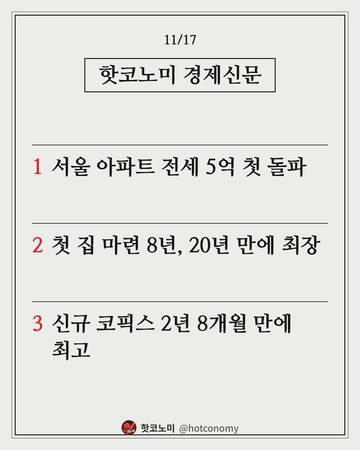 11/17
핫코노미 경제신문
1 서울 아파트 전세 5억 첫 돌파
2 첫 집 마련 8년, 20년 만에 최장
3 신규 코픽스 2년 8개월 만에
최고
핫코노미 @hotconomy